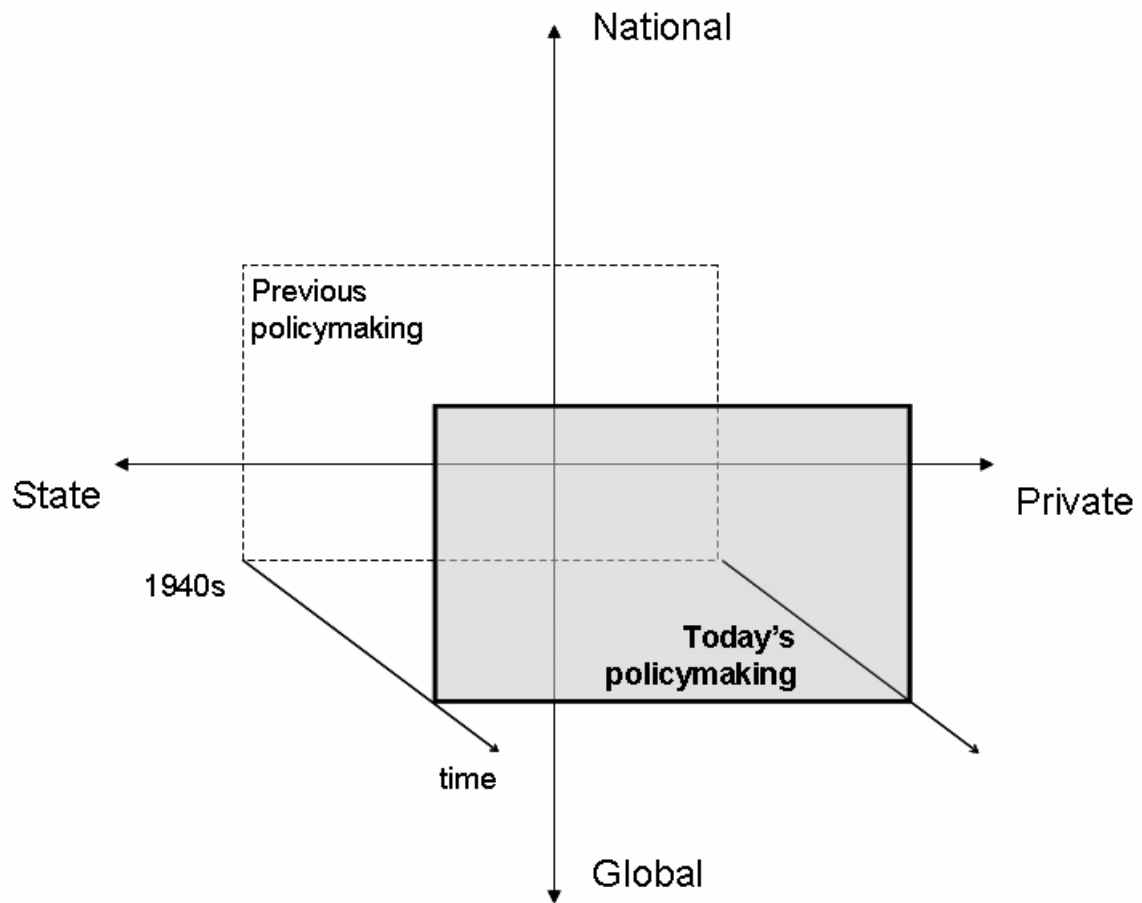 National
Previous
policymaking
State
Private
1940s
Today's
policymaking
time
Global